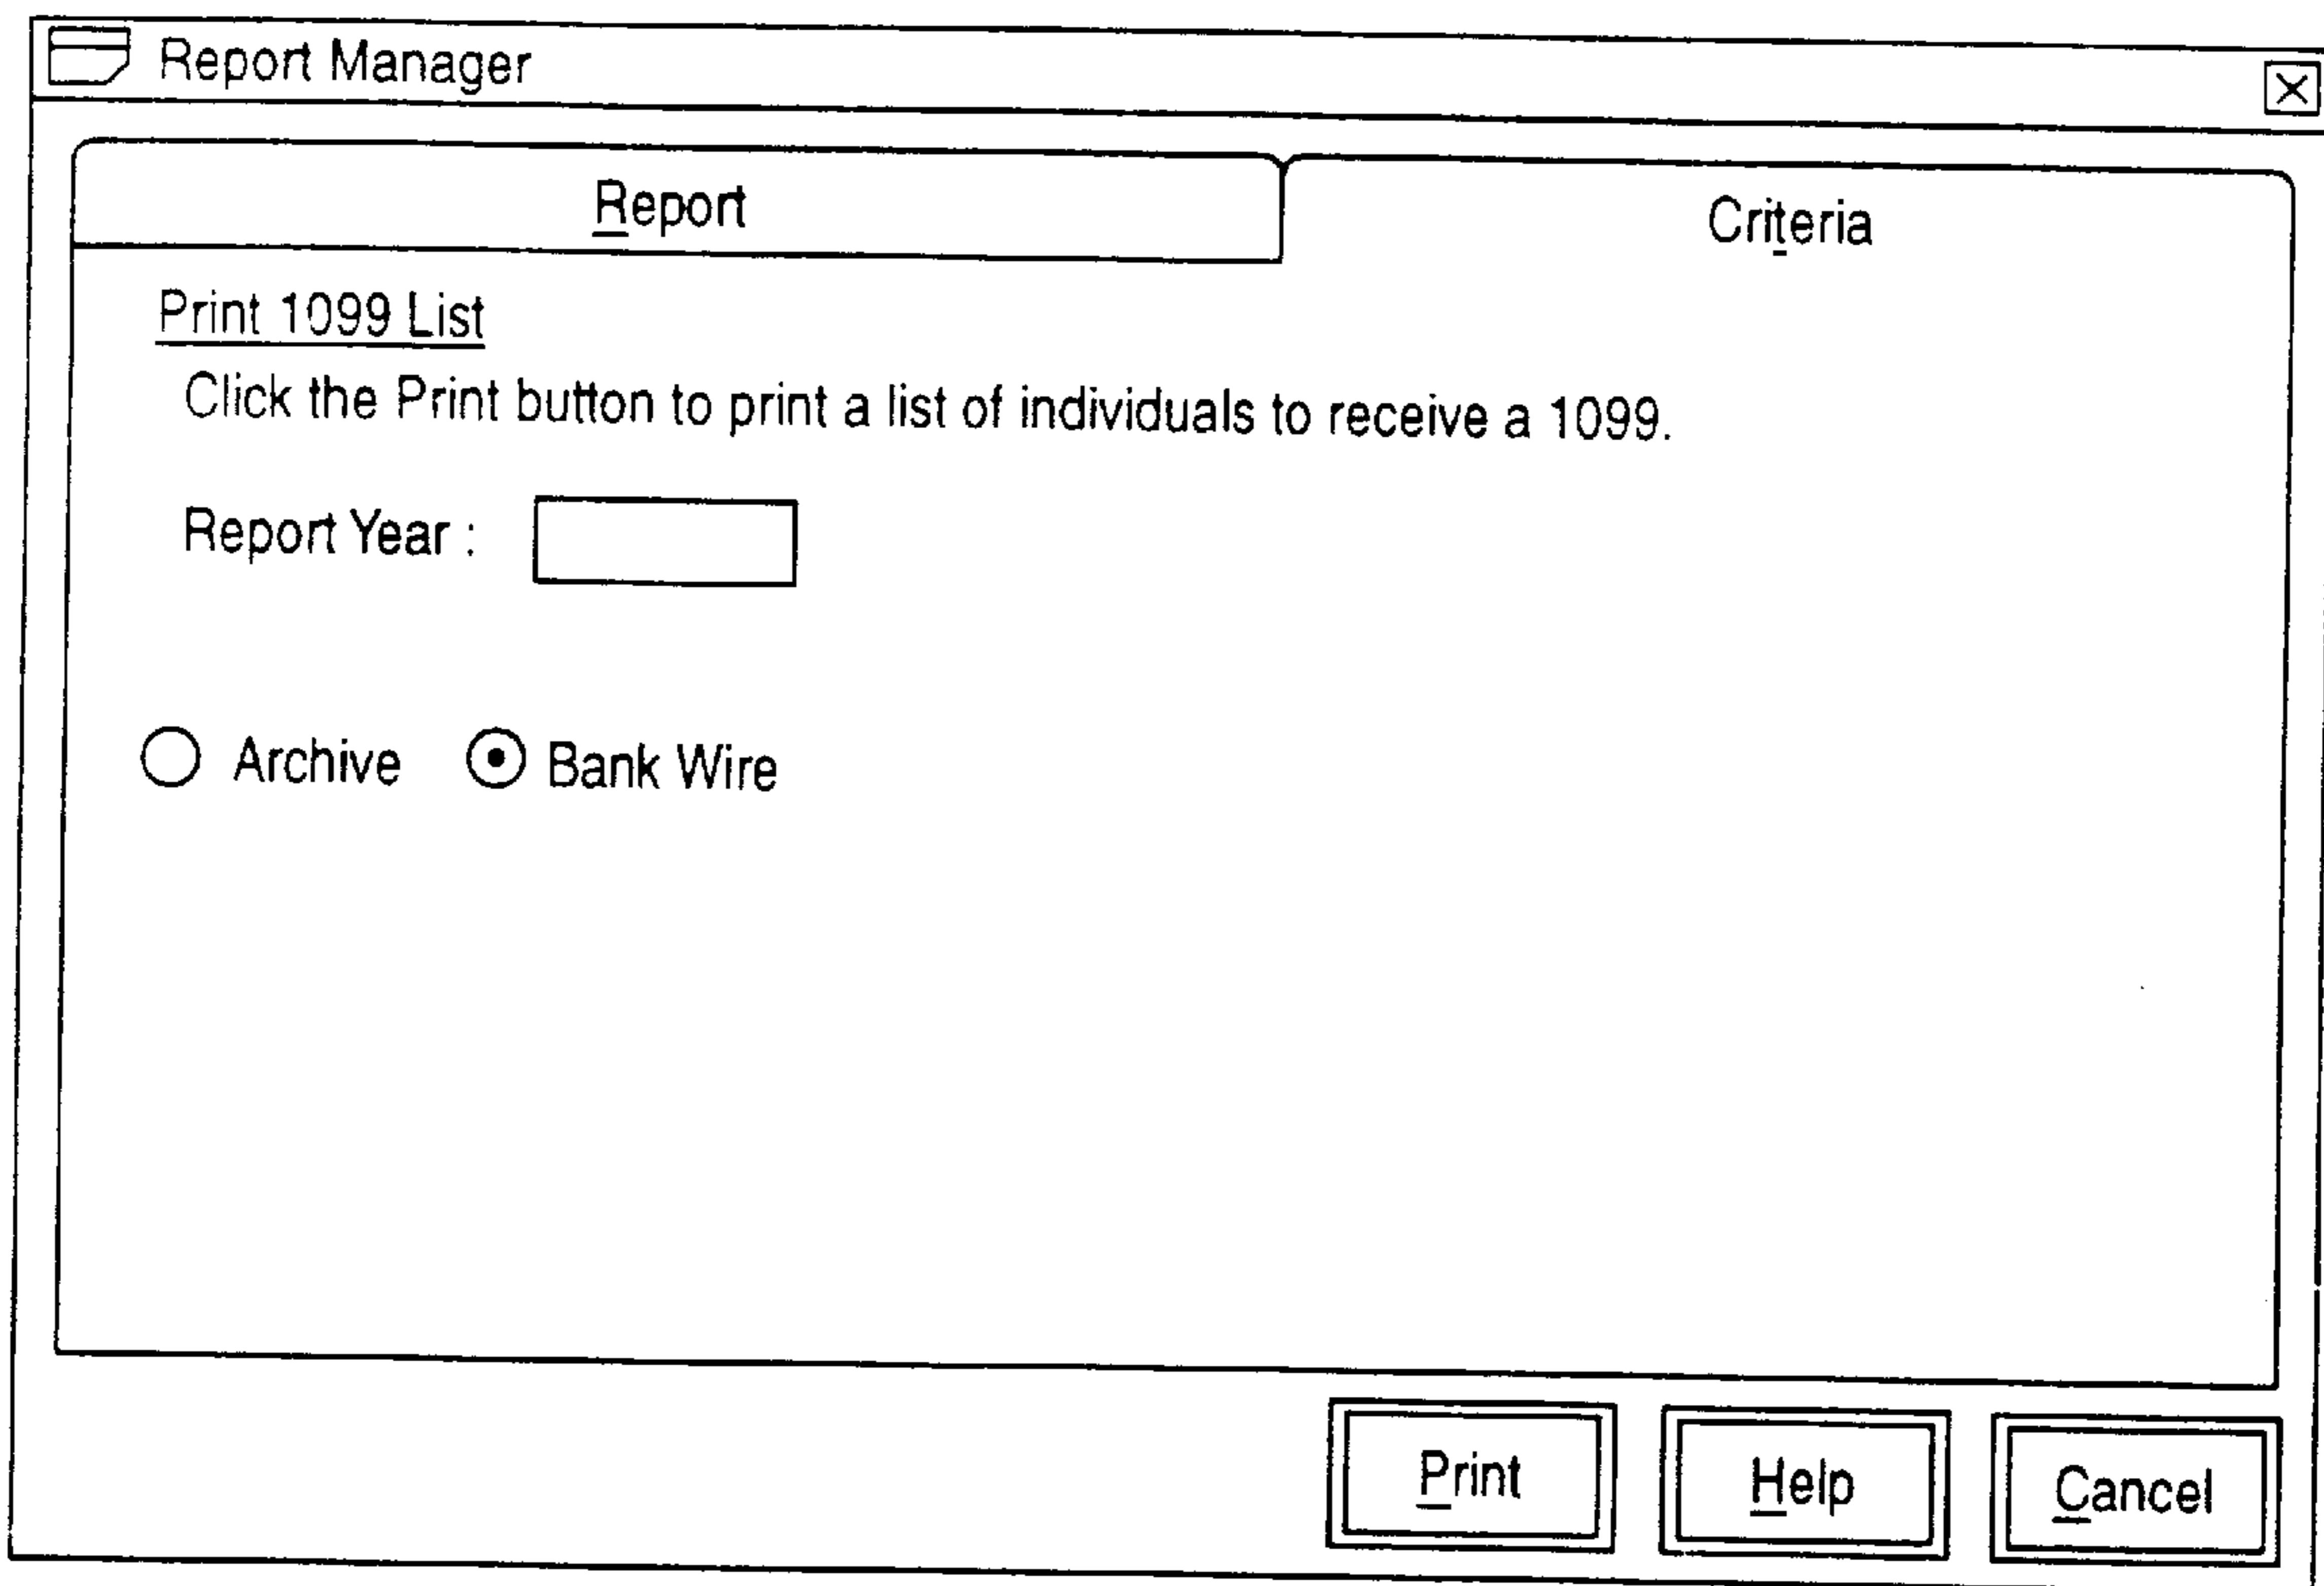 Report Manager
Report
Criteria
Print 1099 List
Click the Print button to print a list of individuals to receive a 1099.
Report Year :
Archive
Bank Wire
Print
Help
Cancel